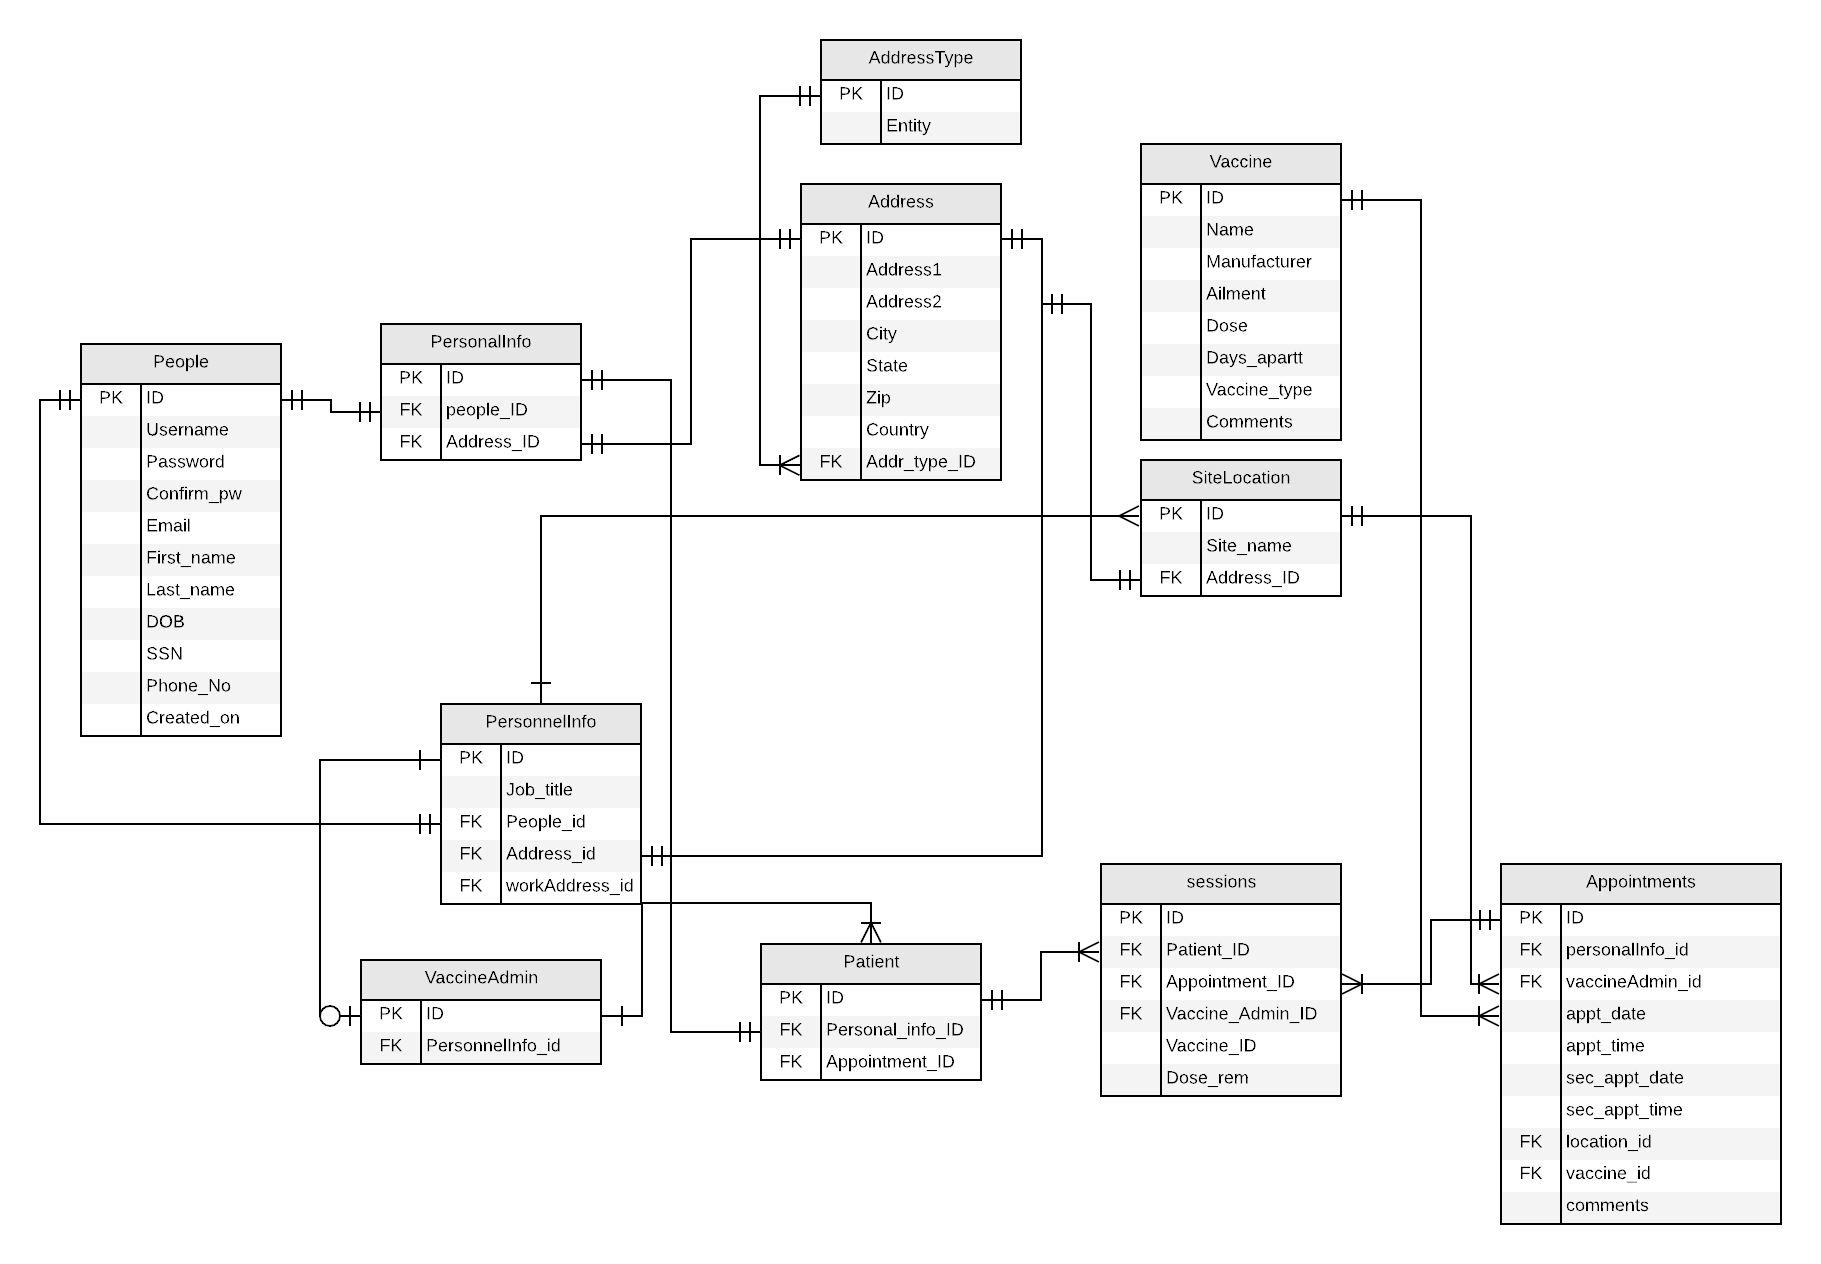 AddressType
PK ID
Entity
Vaccine
PK ID
Name
Manufacturer
Ailment
Dose
Days_apartt
Vaccine_type
Comments
Address
PK ID
Address1
Address2
City
State
Zip
Country
FK Addr_type_ID
PersonalInfo
PK ID
FK people_ID
FK Address_ID
People
PK ID
Username
Password
Confirm_pw
Email
First_name
Last_name
DOB
SSN
Phone_No
Created_on
SiteLocation
PK ID
Site_name
FK Address_ID
PersonnelInfo
PK ID
Job_title
FK People_id
FK Address_id
FK workAddress_id
VaccineAdmin
PK ID
FK PersonnelInfo_id
Patient
PK ID
FK Personal_info_ID
FK Appointment_ID
sessions
PK ID
FK Patient_ID
FK Appointment_ID
FK Vaccine_Admin_ID
Vaccine_ID
Dose_rem
Appointments
PK ID
FK personalInfo_id
FK vaccineAdmin_id
appt_date
appt_time
sec_appt_date
sec_appt_time
FK location_id
FK vaccine_id
comments